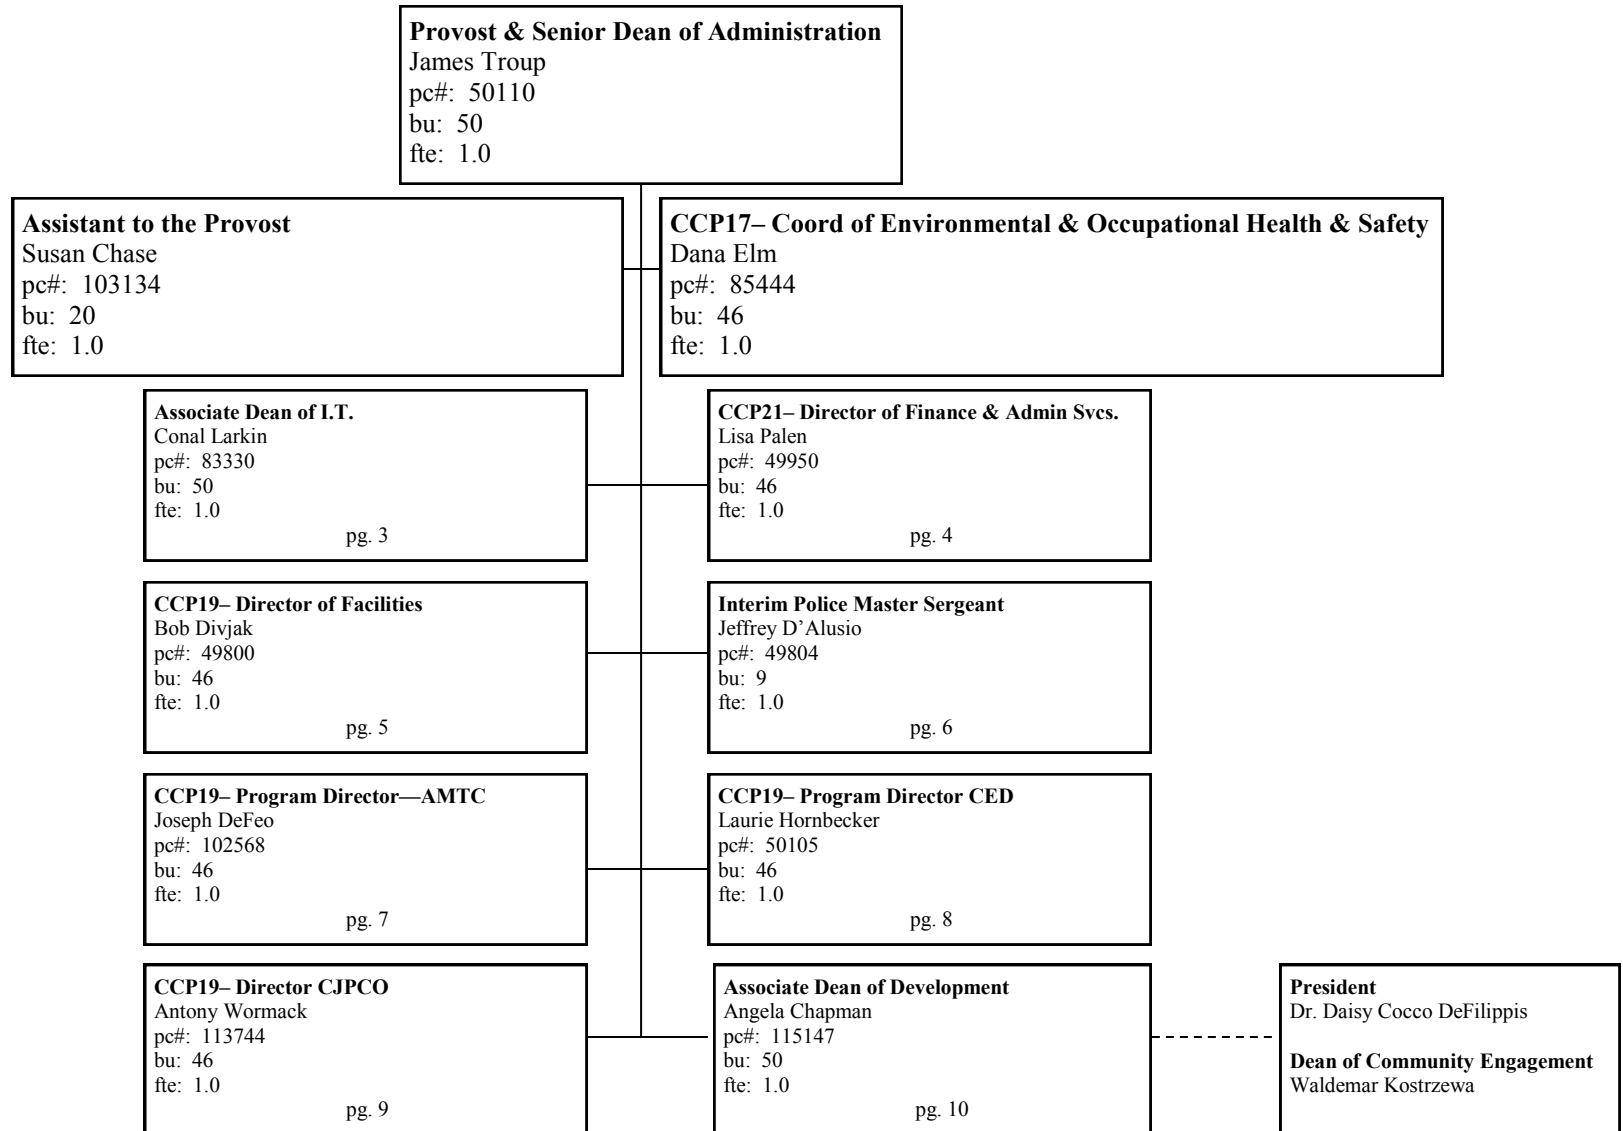 Provost & Senior Dean of Administration
James Troup
pc#: 50110
bu: 50
fte: 1.0
Assistant to the Provost
Susan Chase
pc#: 103134
bu: 20
fte: 1.0
CCP17– Coord of Environmental & Occupational Health & Safety
Dana Elm
pc#: 85444
bu: 46
fte: 1.0
Associate Dean of I.T.
Conal Larkin
pc#: 83330
bu: 50
fte: 1.0
pg. 3
CCP21– Director of Finance & Admin Svcs.
Lisa Palen
pc#: 49950
bu: 46
fte: 1.0
pg. 4
CCP19– Director of Facilities
Bob Divjak
pc#: 49800
bu: 46
fte: 1.0
pg. 5
Interim Police Master Sergeant
Jeffrey D’Alusio
pc#: 49804
bu: 9
fte: 1.0
pg. 6
CCP19– Program Director—AMTC
Joseph DeFeo
pc#: 102568
bu: 46
fte: 1.0
pg. 7
CCP19– Program Director CED
Laurie Hornbecker
pc#: 50105
bu: 46
fte: 1.0
pg. 8
CCP19– Director CJPCO
Antony Wormack
pc#: 113744
bu: 46
fte: 1.0
pg. 9
Associate Dean of Development
Angela Chapman
pc#: 115147
bu: 50
fte: 1.0
pg. 10
President
Dr. Daisy Cocco DeFilippis
Dean of Community Engagement
Waldemar Kostrzewa